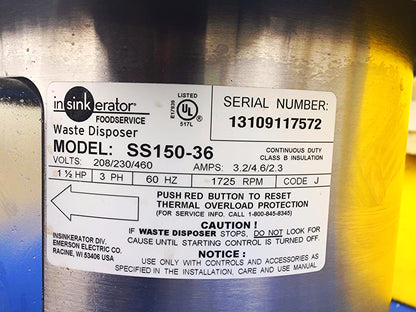 insinkerator®
FOODSERVICE
Waste Disposer
LISTED
UL
E17839
517L
SERIAL NUMBER:
13109117572
MODEL: SS150-36
CONTINUOUS DUTY
CLASS B INSULATION
VOLTS: 208/230/460 AMPS: 3.2/4.6/2.3
1 ½ HP 3 PH 60 HZ 1725 RPM CODE J
PUSH RED BUTTON TO RESET
THERMAL OVERLOAD PROTECTION
(FOR SERVICE INFO. CALL 1-800-845-8345)
CAUTION !
IF WASTE DISPOSER STOPS, DO NOT LOOK FOR
CAUSE UNTIL STARTING CONTROL IS TURNED OFF.
INSINKERATOR DIV.
EMERSON ELECTRIC CO.
RACINE, WI 53406 USA
NOTICE :
USE ONLY WITH CONTROLS AND ACCESSORIES AS
SPECIFIED IN THE INSTALLATION, CARE AND USE MANUAL.